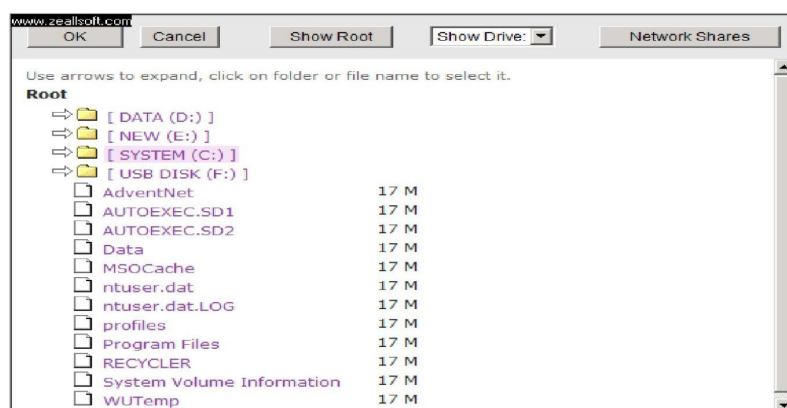 www.zeallsoft.com
OK Cancel Show Root Show Drive: Network Shares
Use arrows to expand, click on folder or file name to select it.
Root
[ DATA (D:) ]
[ NEW (E:) ]
[ SYSTEM (C:) ]
[ USB DISK (F:) ]
AdventNet 17 M
AUTOEXEC.SD1 17 M
AUTOEXEC.SD2 17 M
Data 17 M
MSOCache 17 M
ntuser.dat 17 M
ntuser.dat.LOG 17 M
profiles 17 M
Program Files 17 M
RECYCLER 17 M
System Volume Information 17 M
WUTemp 17 M